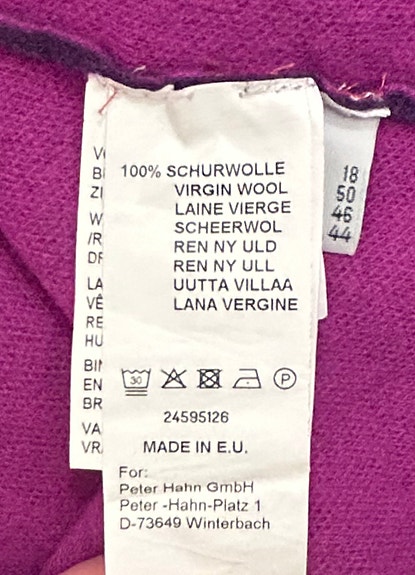 100% SCHURWOLLE
VIRGIN WOOL
LAINE VIERGE
SCHEERWOL
REN NY ULD
REN NY ULL
UUTTA VILLAA
LANA VERGINE
30
P
24595126
MADE IN E.U.
For:
Peter Hahn GmbH
Peter -Hahn-Platz 1
D-73649 Winterbach
18
50
46
44